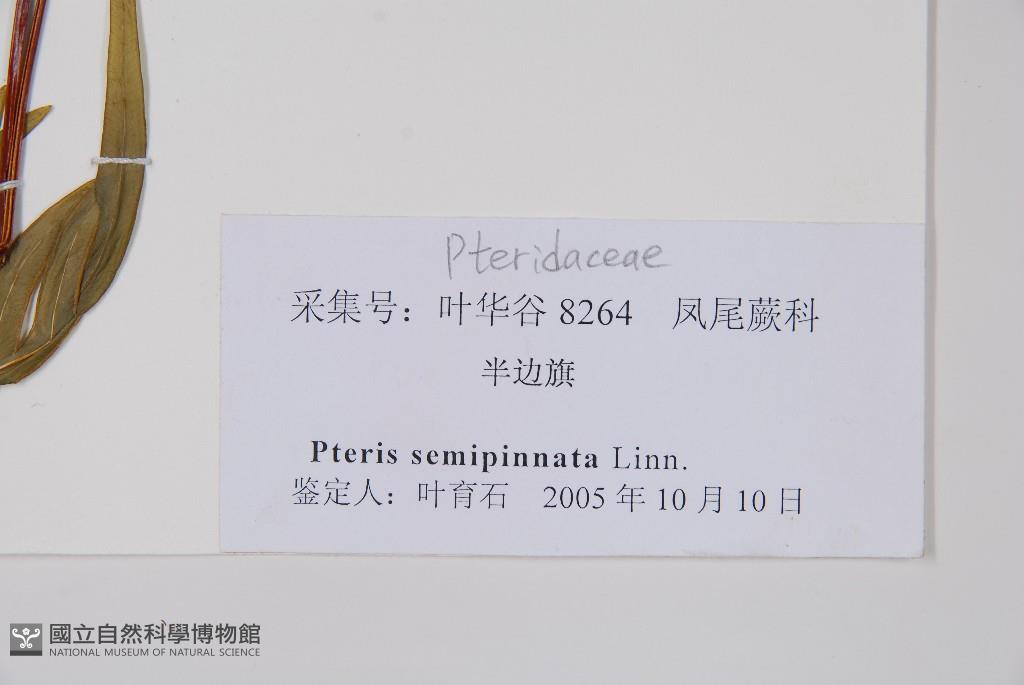 Pteridaceae
采集号：叶华谷 8264 凤尾蕨科
半边旗
Pteris semipinnata Linn.
鉴定人：叶育石 2005 年 10 月 10 日
國立自然科學博物館
NATIONAL MUSEUM OF NATURAL SCIENCE